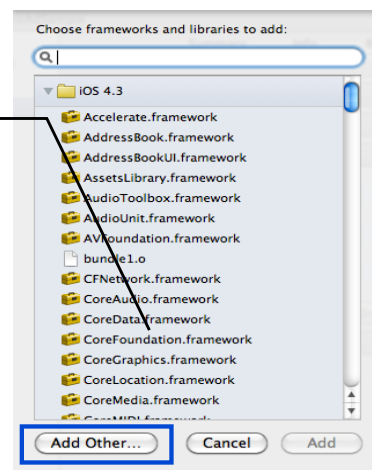 Choose frameworks and libraries to add:
iOS 4.3
Accelerate.framework
AddressBook.framework
AddressBookUI.framework
AssetsLibrary.framework
AudioToolbox.framework
AudioUnit.framework
AVFoundation.framework
bundle1.o
CFNetwork.framework
CoreAudio.framework
CoreData.framework
CoreFoundation.framework
CoreGraphics.framework
CoreLocation.framework
CoreMedia.framework
CoreMIDI.framework
Add Other... Cancel Add